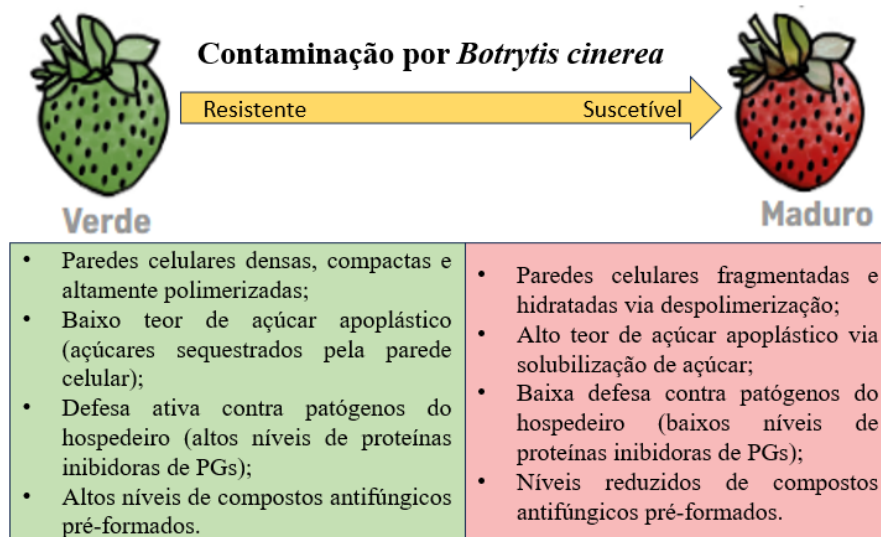 Contaminação por Botrytis cinerea
Resistente
Suscetível
Verde
Maduro
• Paredes celulares densas, compactas e
altamente polimerizadas;
• Baixo teor de açúcar apoplástico
(açúcares sequestrados pela parede
celular);
• Defesa ativa contra patógenos do
hospedeiro (altos níveis de proteínas
inibidoras de PGs);
• Altos níveis de compostos antifúngicos
pré-formados.
• Paredes celulares fragmentadas e
hidratadas via despolimerização;
• Alto teor de açúcar apoplástico via
solubilização de açúcar;
• Baixa defesa contra patógenos do
hospedeiro (baixos níveis de
proteínas inibidoras de PGs);
• Níveis reduzidos de compostos
antifúngicos pré-formados.